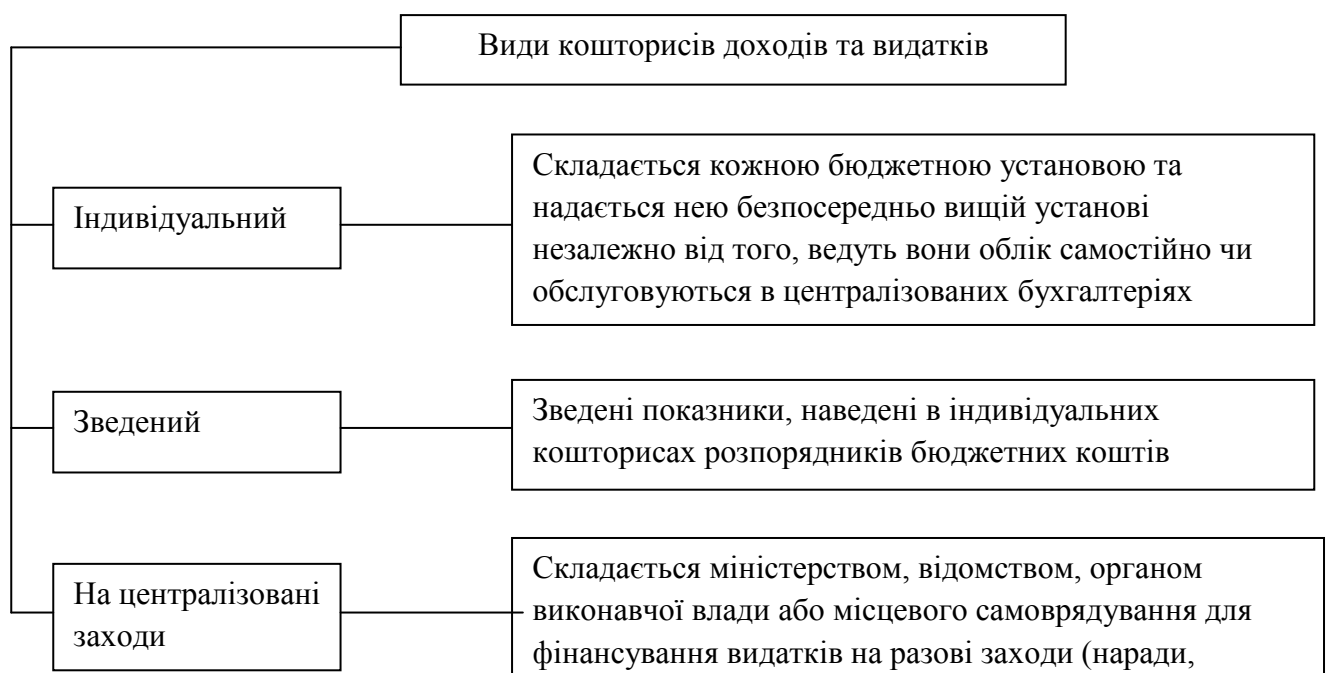 Види кошторисів доходів та видатків
Індивідуальний
Складається кожною бюджетною установою та
надається нею безпосередньо вищій установі
незалежно від того, ведуть вони облік самостійно чи
обслуговуються в централізованих бухгалтеріях
Зведений
Зведені показники, наведені в індивідуальних
кошторисах розпорядників бюджетних коштів
На централізовані
заходи
Складається міністерством, відомством, органом
виконавчої влади або місцевого самоврядування для
фінансування видатків на разові заходи (наради,